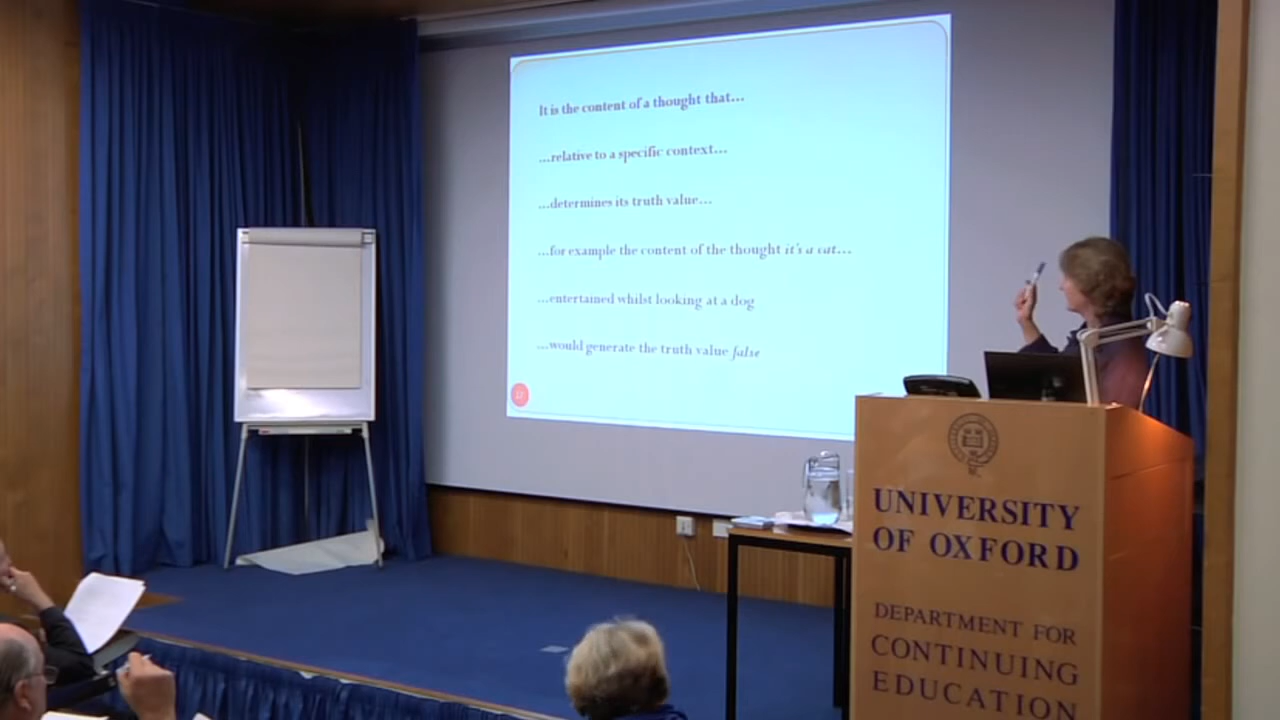 It is the content of a thought that...
...relative to a specific context...
...determines its truth value...
...for example the content of the thought it's a cat...
...entertained whilst looking at a dog
...would generate the truth value false
UNIVERSITY
OF OXFORD
DEPARTMENT FOR
CONTINUING
EDUCATION